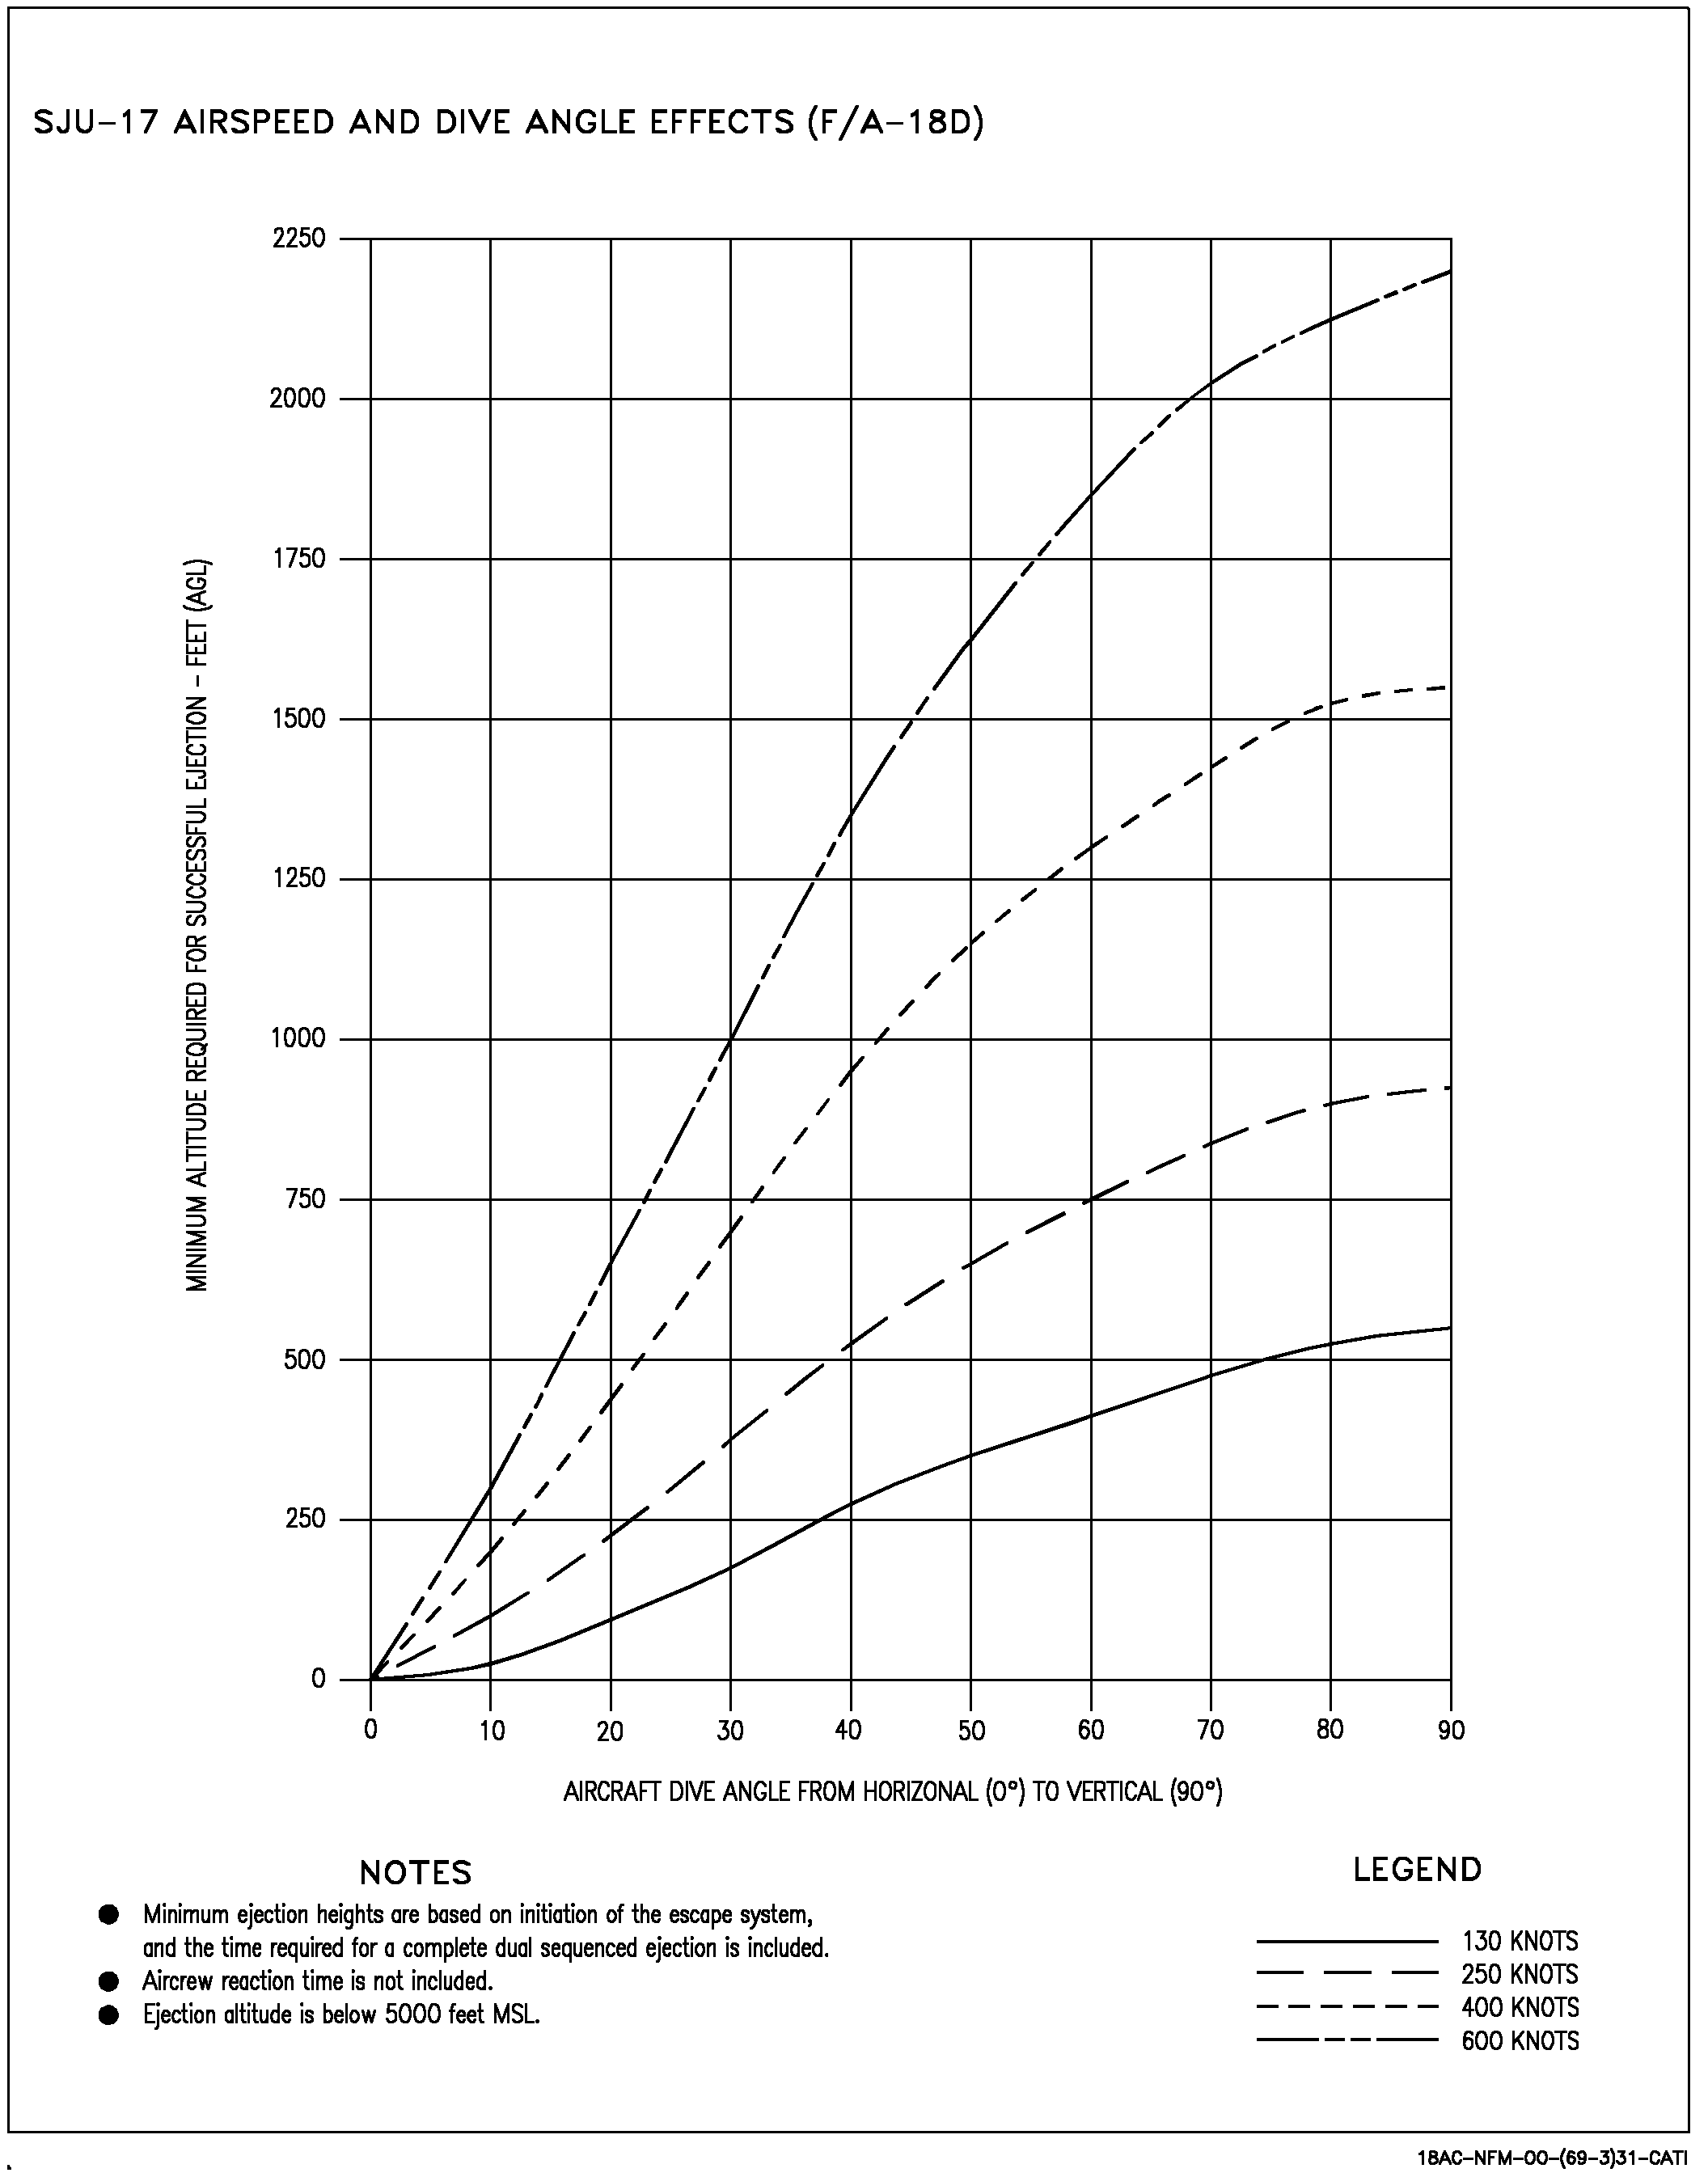 SJU-17 AIRSPEED AND DIVE ANGLE EFFECTS (F/A-18D)
MINIMUM ALTITUDE REQUIRED FOR SUCCESSFUL EJECTION - FEET (AGL)
2250
2000
1750
1500
1250
1000
750
500
250
0
0 10 20 30 40 50 60 70 80 90
AIRCRAFT DIVE ANGLE FROM HORIZONAL (0°) TO VERTICAL (90°)
NOTES
● Minimum ejection heights are based on initiation of the escape system,
and the time required for a complete dual sequenced ejection is included.
● Aircrew reaction time is not included.
● Ejection altitude is below 5000 feet MSL.
LEGEND
130 KNOTS
250 KNOTS
400 KNOTS
600 KNOTS
18AC-NFM-00-(69-3)31-CATI